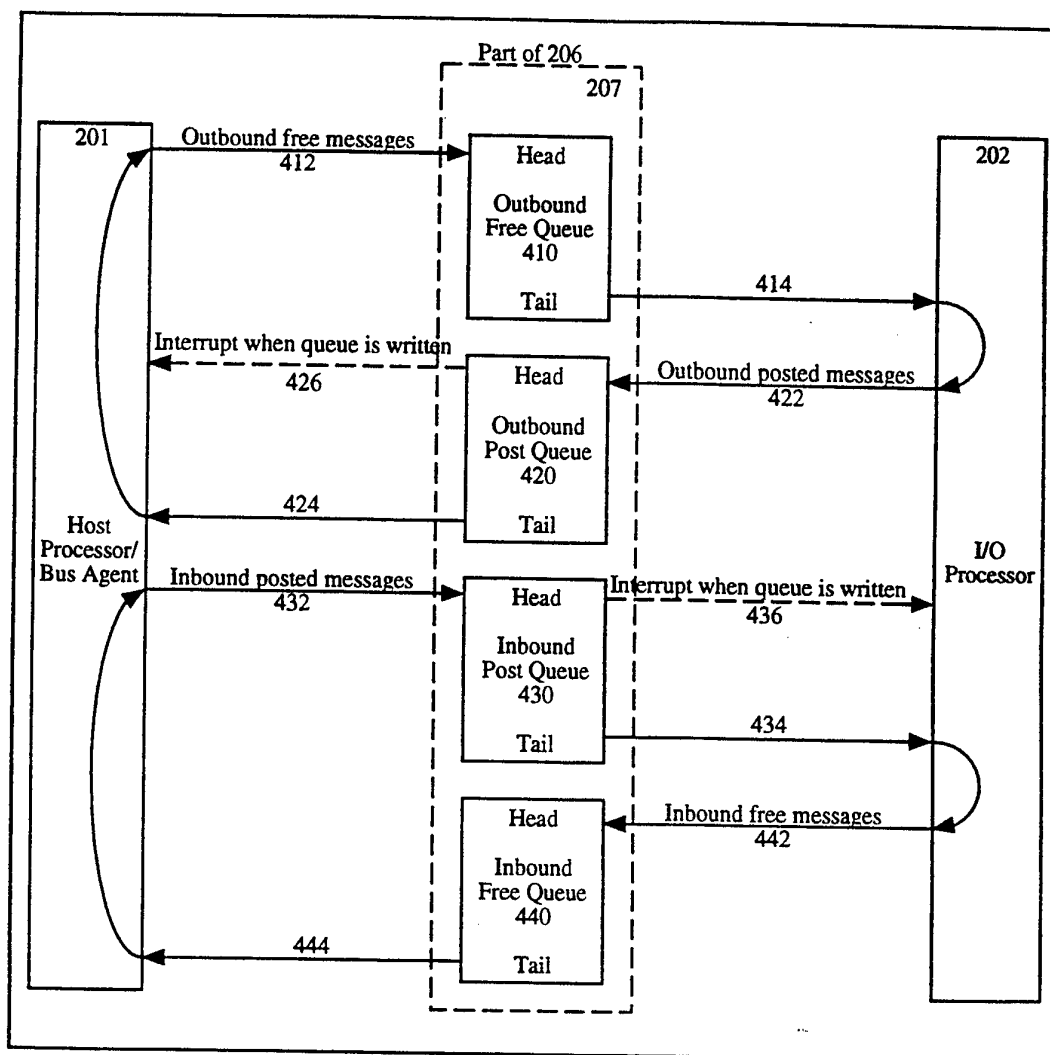 Part of 206
207
201
Outbound free messages
412
Head
202
Outbound
Free Queue
410
414
Tail
Interrupt when queue is written
426
Head
Outbound posted messages
422
Outbound
Post Queue
420
424
Tail
Host
Processor/
Bus Agent
I/O
Processor
Inbound posted messages
432
Head
Interrupt when queue is written
436
Inbound
Post Queue
430
434
Tail
Head
Inbound free messages
442
Inbound
Free Queue
440
444
Tail